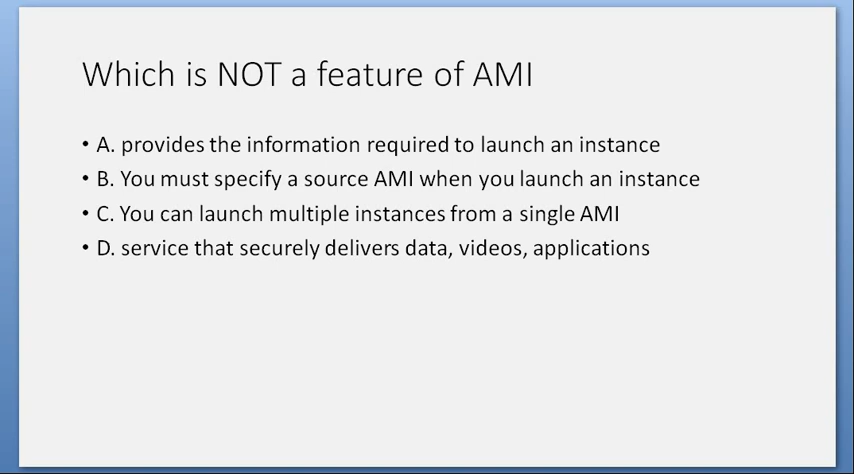 Which is NOT a feature of AMI
• A. provides the information required to launch an instance
• B. You must specify a source AMI when you launch an instance
• C. You can launch multiple instances from a single AMI
• D. service that securely delivers data, videos, applications